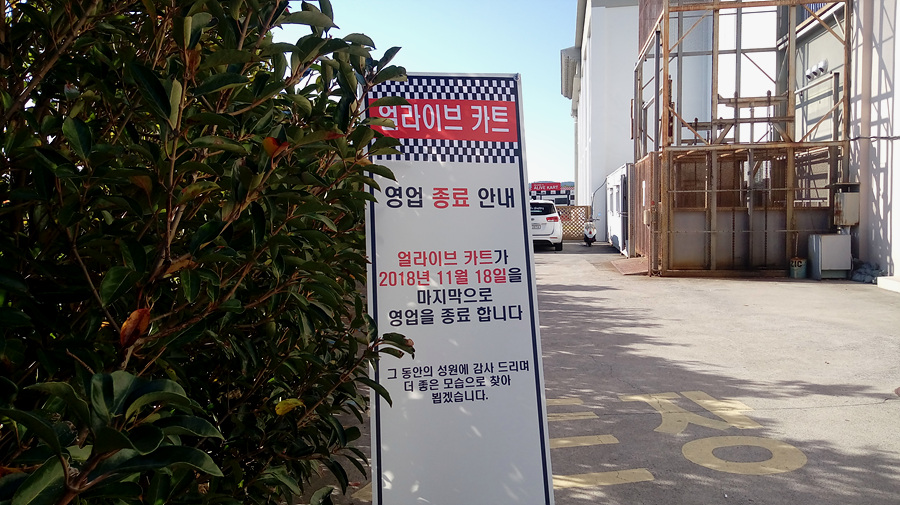 얼라이브 카트
영업 종료 안내
얼라이브 카트가
2018년 11월 18일을
마지막으로
영업을 종료 합니다
그 동안의 성원에 감사 드리며
더 좋은 모습으로 찾아
뵙겠습니다.
ALIVE KART